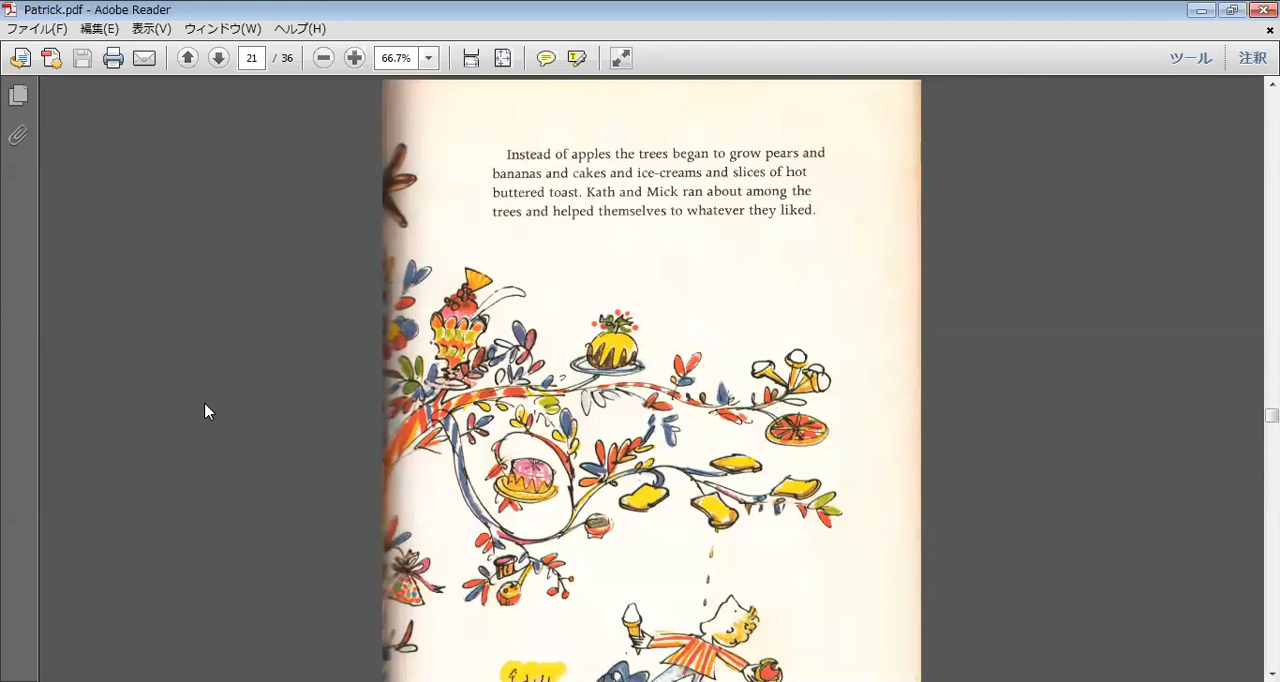 Patrick.pdf - Adobe Reader
ファイル(F) 編集(E) 表示(V) ウィンドウ(W) ヘルプ(H)
21 / 36 66.7% ツール 注釈
Instead of apples the trees began to grow pears and
bananas and cakes and ice-creams and slices of hot
buttered toast. Kath and Mick ran about among the
trees and helped themselves to whatever they liked.